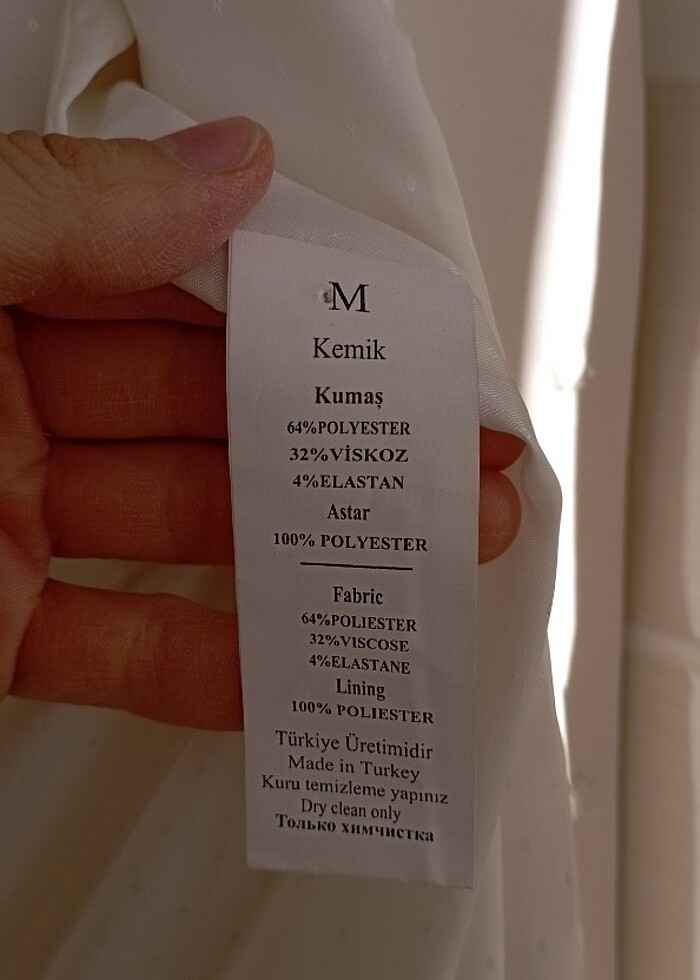 M
Kemik
Kumaş
64%POLYESTER
32%VİSKOZ
4%ELASTAN
Astar
100% POLYESTER
Fabric
64%POLIESTER
32%VISCOSE
4%ELASTANE
Lining
100% POLIESTER
Türkiye Üretimidir
Made in Turkey
Kuru temizleme yapınız
Dry clean only
Только химчистка